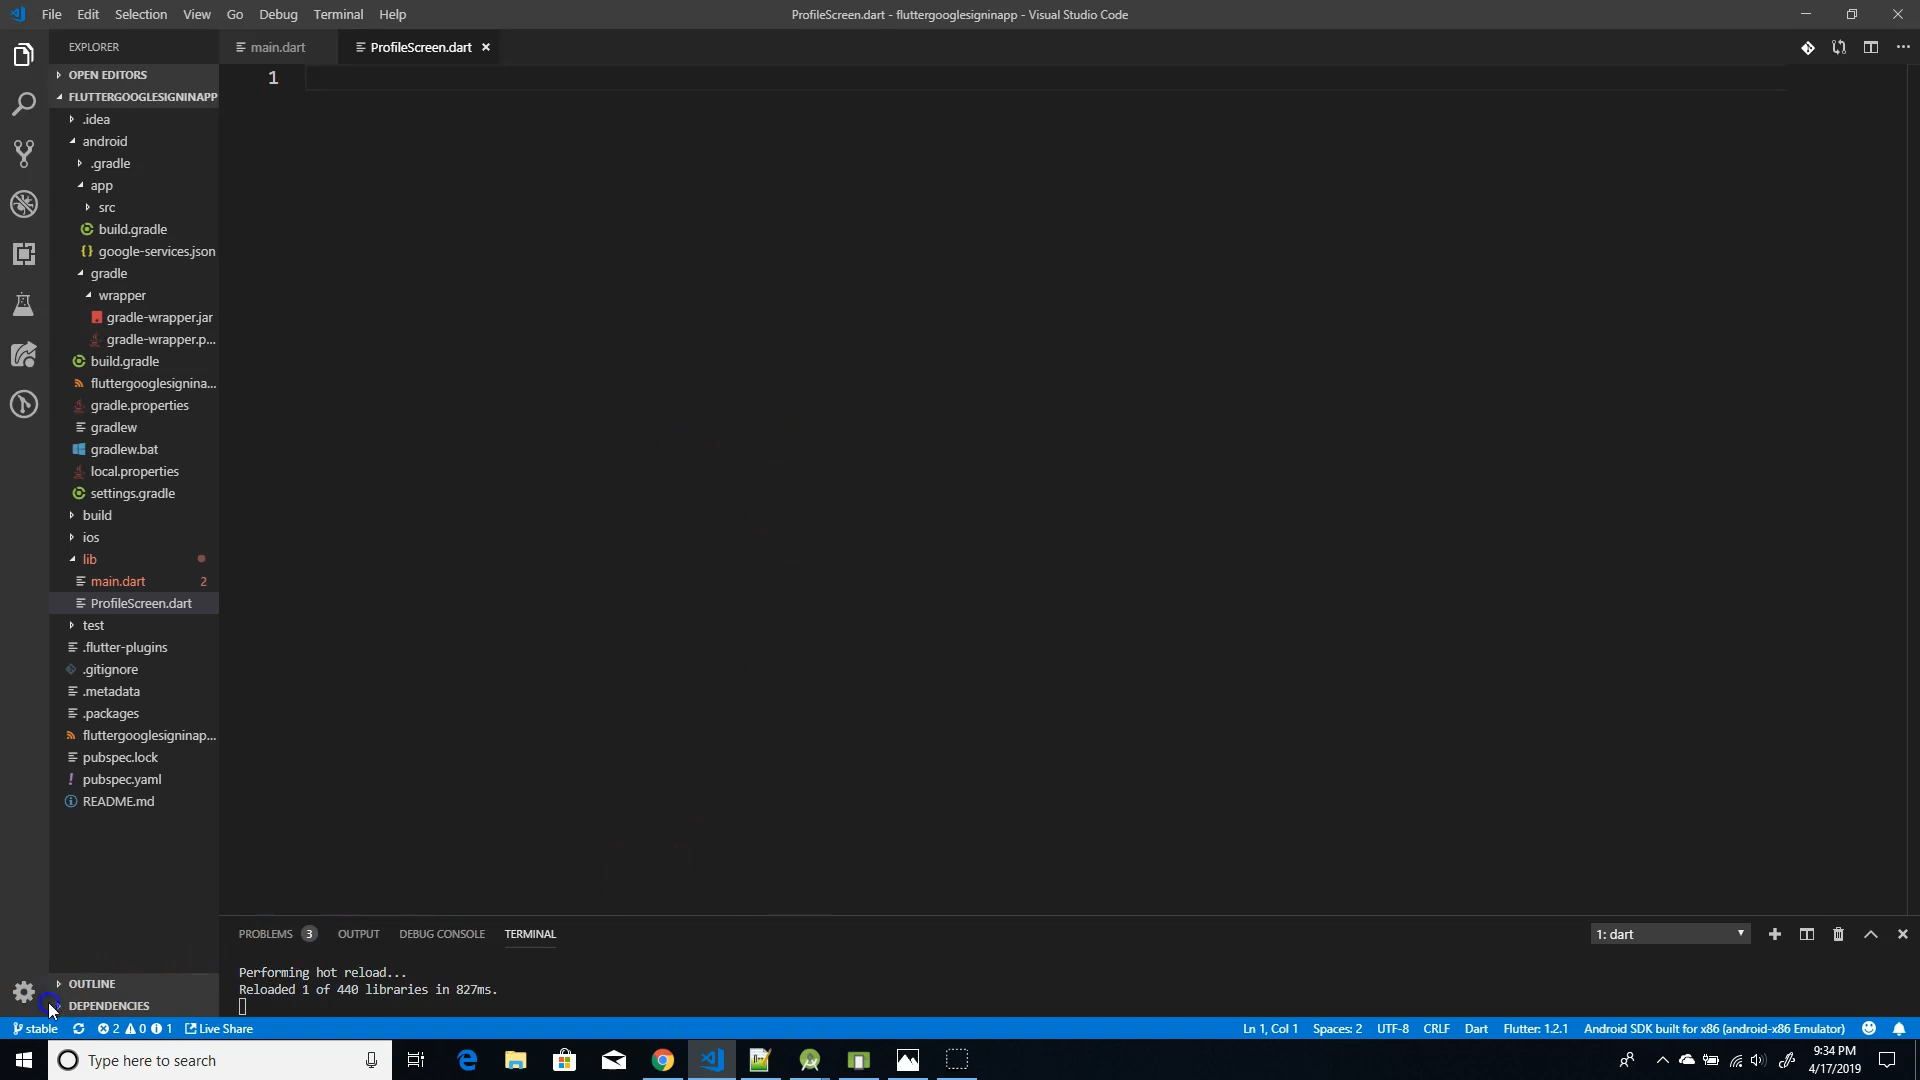 File Edit Selection View Go Debug Terminal Help
ProfileScreen.dart - fluttergooglesigninapp - Visual Studio Code
EXPLORER
main.dart
ProfileScreen.dart
OPEN EDITORS
FLUTTERGOOGLESIGNINAPP
.idea
android
.gradle
app
src
build.gradle
google-services.json
gradle
wrapper
gradle-wrapper.jar
gradle-wrapper.p...
build.gradle
fluttergooglesignina...
gradle.properties
gradlew
gradlew.bat
local.properties
settings.gradle
build
ios
lib
main.dart 2
ProfileScreen.dart
test
.flutter-plugins
.gitignore
.metadata
.packages
fluttergooglesigninap...
pubspec.lock
pubspec.yaml
README.md
OUTLINE
DEPENDENCIES
1
PROBLEMS 3 OUTPUT DEBUG CONSOLE TERMINAL
1: dart
Performing hot reload...
Reloaded 1 of 440 libraries in 827ms.
stable 2 0 1 Live Share
Ln 1, Col 1 Spaces: 2 UTF-8 CRLF Dart Flutter: 1.2.1 Android SDK built for x86 (android-x86 Emulator)
Type here to search
9:34 PM
4/17/2019